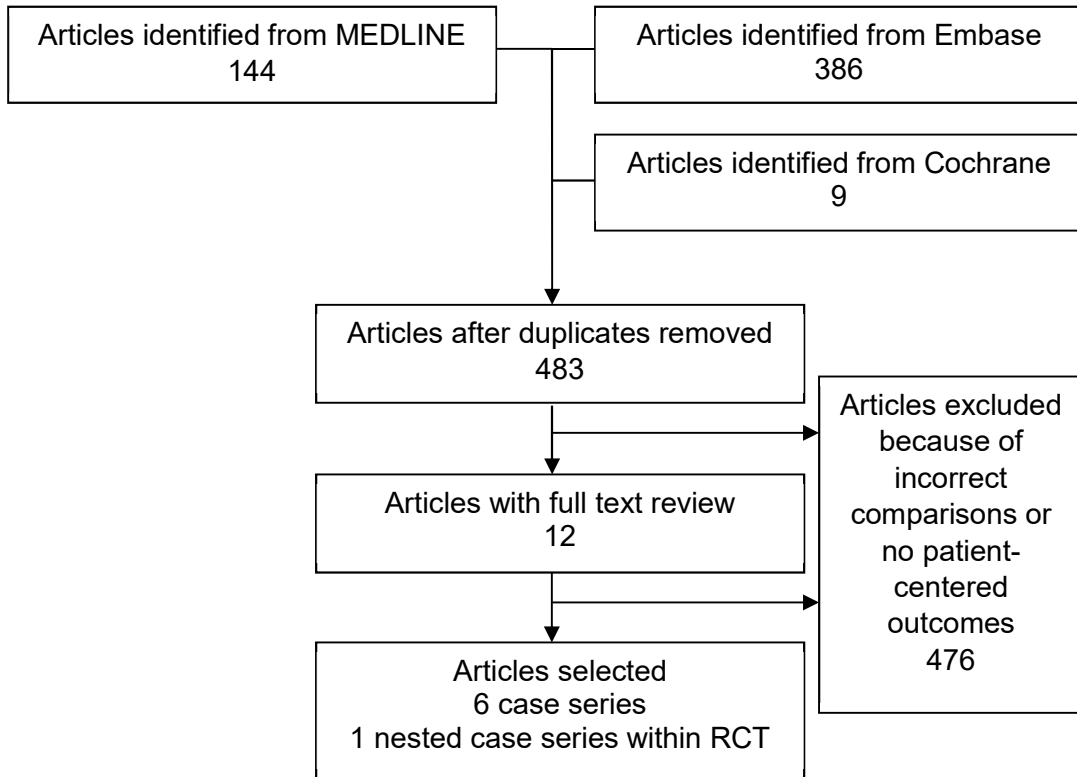 Articles identified from MEDLINE
144
Articles identified from Embase
386
Articles identified from Cochrane
9
Articles after duplicates removed
483
Articles excluded
because of
incorrect
comparisons or
no patient-
centered
outcomes
476
Articles with full text review
12
Articles selected
6 case series
1 nested case series within RCT